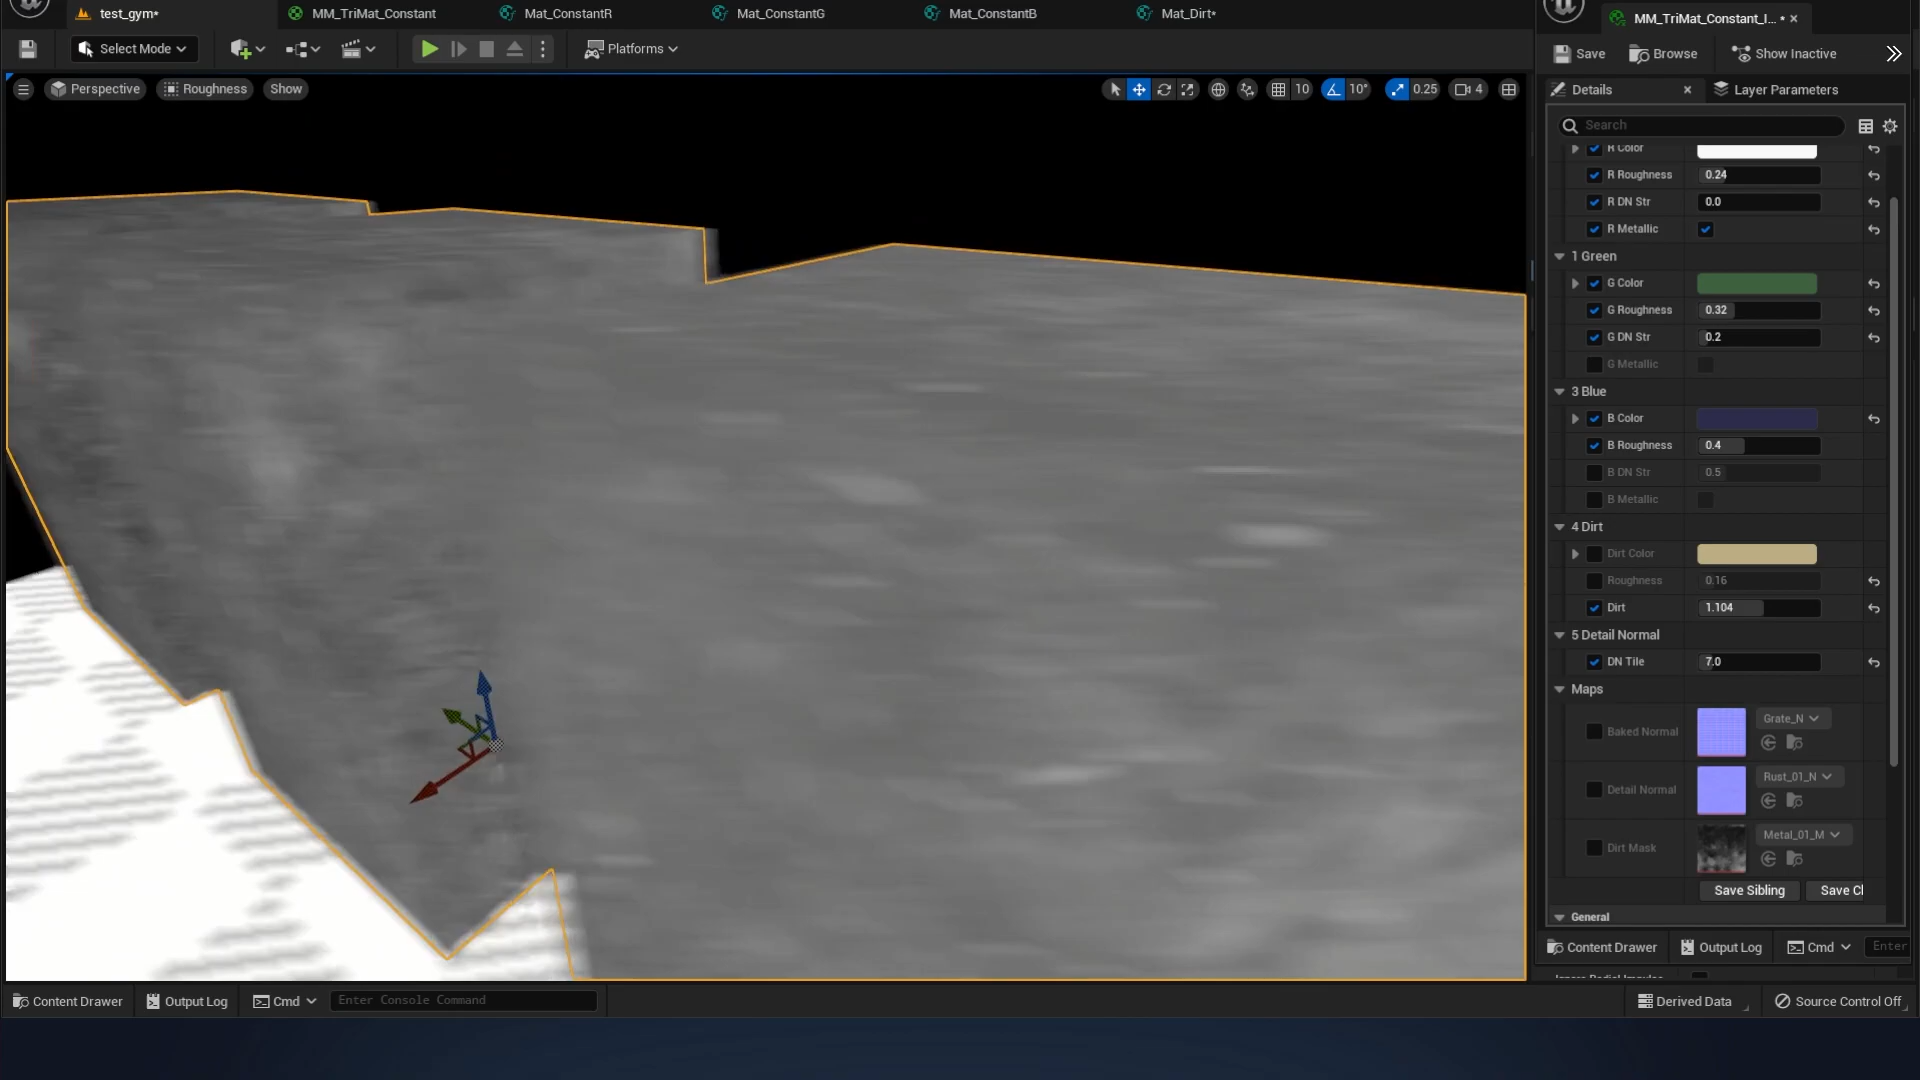 test_gym*
MM_TriMat_Constant
Mat_ConstantR
Mat_ConstantG
Mat_ConstantB
Mat_Dirt*
MM_TriMat_Constant_I... *
Select Mode
Platforms
Save
Browse
Show Inactive
Perspective
Roughness
Show
10
10°
0.25
4
Details
Layer Parameters
Search
R Color
R Roughness 0.24
R DN Str 0.0
R Metallic
1 Green
G Color
G Roughness 0.32
G DN Str 0.2
G Metallic
3 Blue
B Color
B Roughness 0.4
B DN Str 0.5
B Metallic
4 Dirt
Dirt Color
Roughness 0.16
Dirt 1.104
5 Detail Normal
DN Tile 7.0
Maps
Baked Normal Grate_N
Detail Normal Rust_01_N
Dirt Mask Metal_01_M
Save Sibling Save Cl
General
Content Drawer
Output Log
Cmd
Enter
Content Drawer
Output Log
Cmd
Enter Console Command
Derived Data
Source Control Off